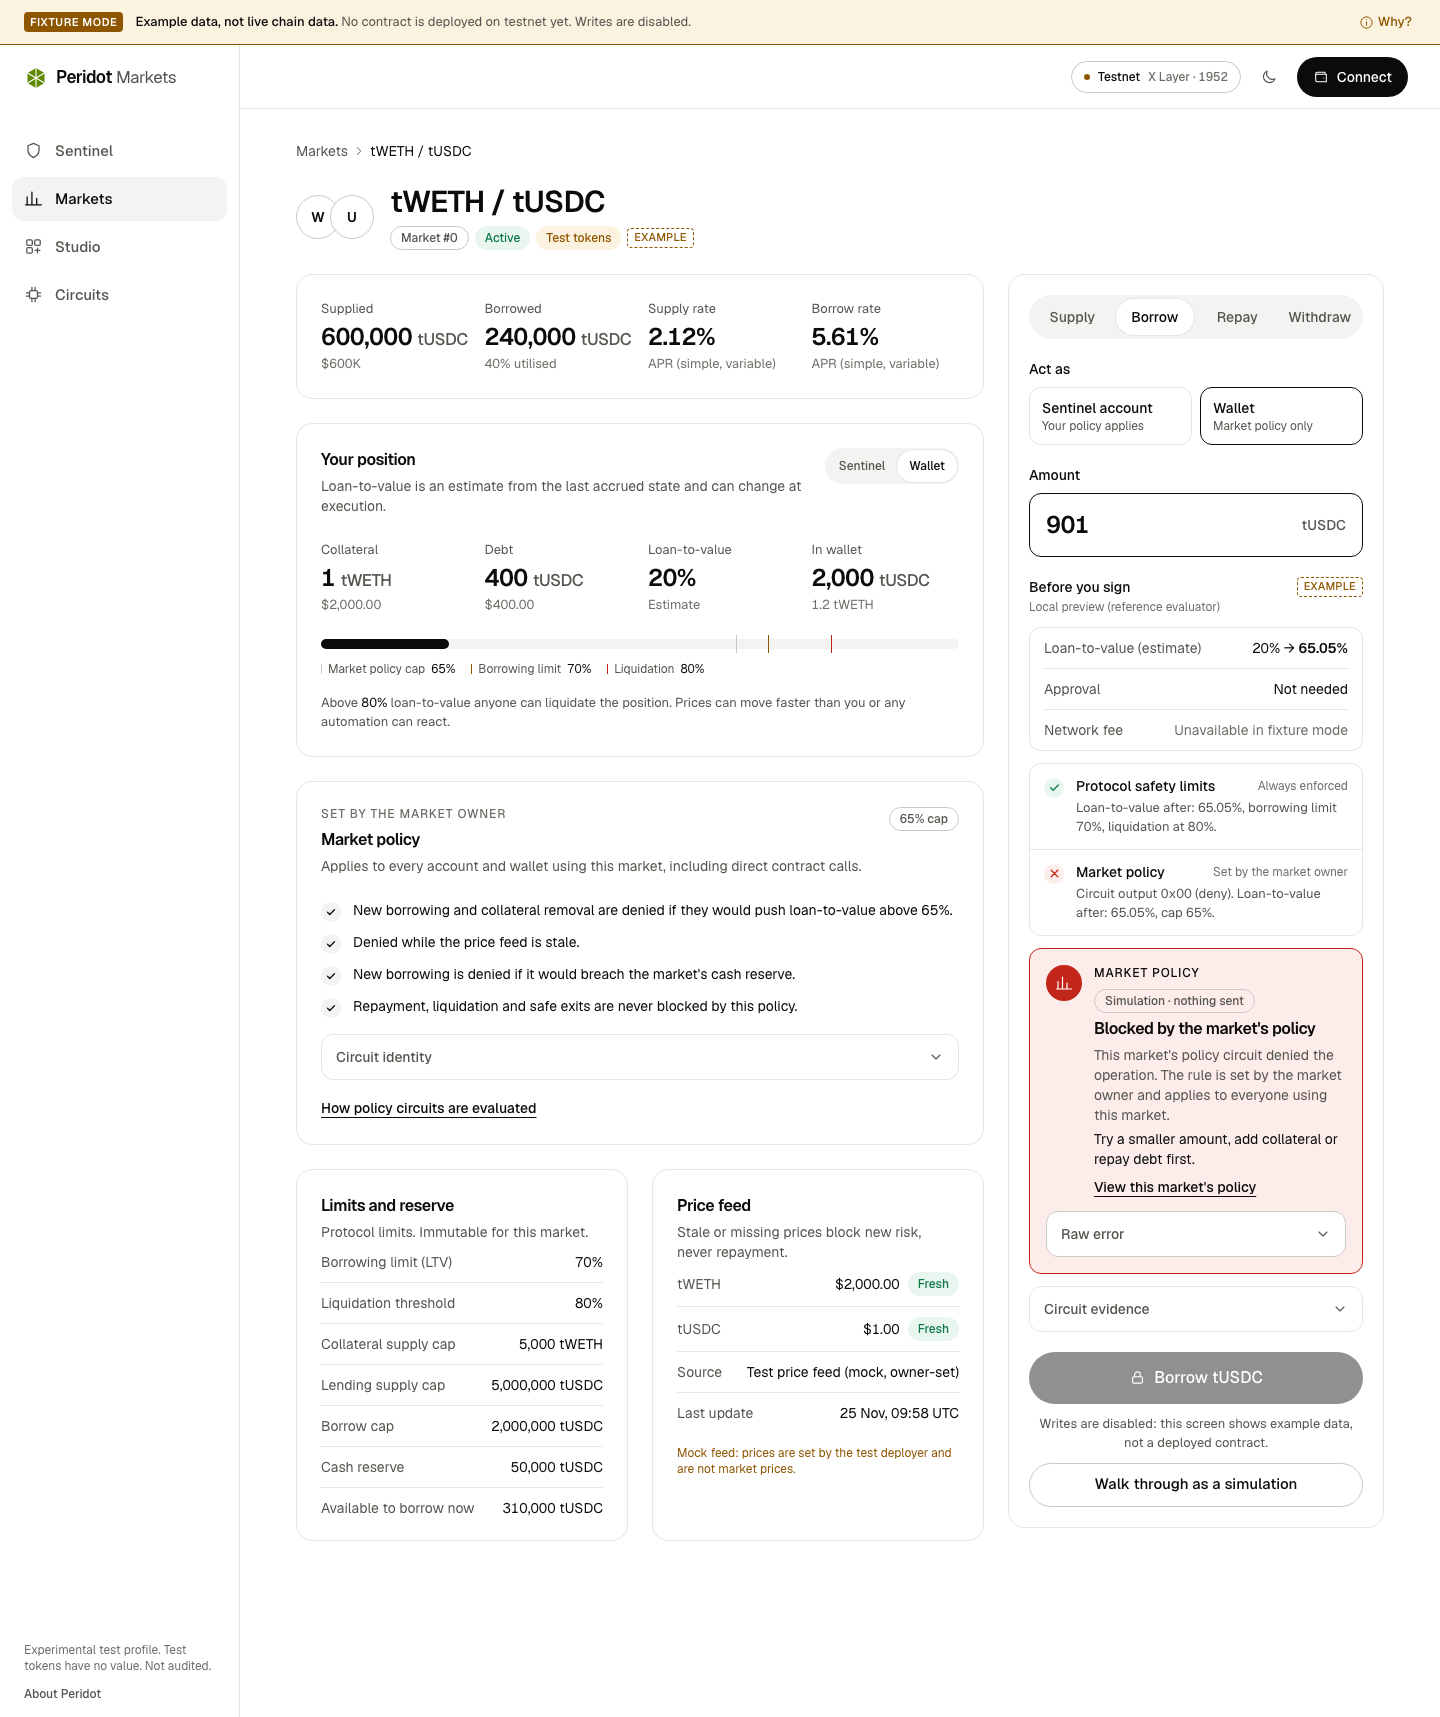 FIXTURE MODE Example data, not live chain data. No contract is deployed on testnet yet. Writes are disabled. Why?
Peridot Markets
Testnet X Layer · 1952
Connect
Sentinel
Markets
Studio
Circuits
Markets > tWETH / tUSDC
W U
tWETH / tUSDC
Market #0 Active Test tokens EXAMPLE
Supplied
600,000 tUSDC
$600K
Borrowed
240,000 tUSDC
40% utilised
Supply rate
2.12%
APR (simple, variable)
Borrow rate
5.61%
APR (simple, variable)
Your position
Sentinel Wallet
Loan-to-value is an estimate from the last accrued state and can change at
execution.
Collateral
1 tWETH
$2,000.00
Debt
400 tUSDC
$400.00
Loan-to-value
20%
Estimate
In wallet
2,000 tUSDC
1.2 tWETH
Market policy cap 65% Borrowing limit 70% Liquidation 80%
Above 80% loan-to-value anyone can liquidate the position. Prices can move faster than you or any
automation can react.
SET BY THE MARKET OWNER
65% cap
Market policy
Applies to every account and wallet using this market, including direct contract calls.
New borrowing and collateral removal are denied if they would push loan-to-value above 65%.
Denied while the price feed is stale.
New borrowing is denied if it would breach the market's cash reserve.
Repayment, liquidation and safe exits are never blocked by this policy.
Circuit identity
How policy circuits are evaluated
Limits and reserve
Protocol limits. Immutable for this market.
Borrowing limit (LTV) 70%
Liquidation threshold 80%
Collateral supply cap 5,000 tWETH
Lending supply cap 5,000,000 tUSDC
Borrow cap 2,000,000 tUSDC
Cash reserve 50,000 tUSDC
Available to borrow now 310,000 tUSDC
Price feed
Stale or missing prices block new risk,
never repayment.
tWETH $2,000.00 Fresh
tUSDC $1.00 Fresh
Source Test price feed (mock, owner-set)
Last update 25 Nov, 09:58 UTC
Mock feed: prices are set by the test deployer and
are not market prices.
Supply Borrow Repay Withdraw
Act as
Sentinel account
Your policy applies
Wallet
Market policy only
Amount
901 tUSDC
Before you sign EXAMPLE
Local preview (reference evaluator)
Loan-to-value (estimate) 20% → 65.05%
Approval Not needed
Network fee Unavailable in fixture mode
Protocol safety limits Always enforced
Loan-to-value after: 65.05%, borrowing limit
70%, liquidation at 80%.
Market policy Set by the market owner
Circuit output 0x00 (deny). Loan-to-value
after: 65.05%, cap 65%.
MARKET POLICY
Simulation · nothing sent
Blocked by the market's policy
This market's policy circuit denied the
operation. The rule is set by the market
owner and applies to everyone using
this market.
Try a smaller amount, add collateral or
repay debt first.
View this market's policy
Raw error
Circuit evidence
Borrow tUSDC
Writes are disabled: this screen shows example data,
not a deployed contract.
Walk through as a simulation
Experimental test profile. Test
tokens have no value. Not audited.
About Peridot